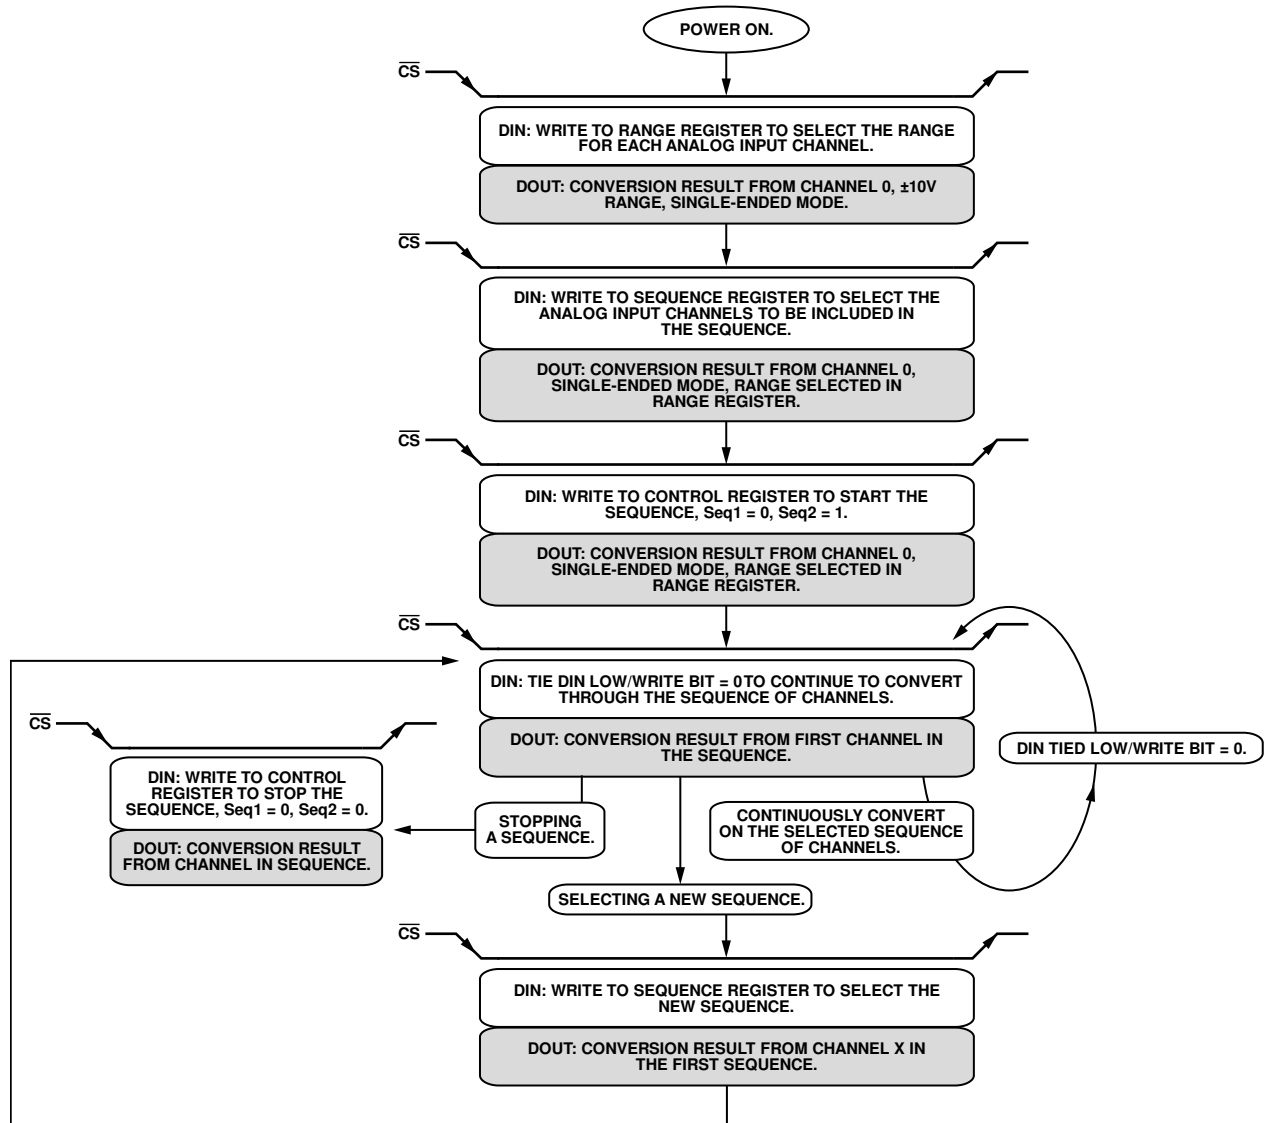 POWER ON.
CS
DIN: WRITE TO RANGE REGISTER TO SELECT THE RANGE
FOR EACH ANALOG INPUT CHANNEL.
DOUT: CONVERSION RESULT FROM CHANNEL 0, ±10V
RANGE, SINGLE-ENDED MODE.
CS
DIN: WRITE TO SEQUENCE REGISTER TO SELECT THE
ANALOG INPUT CHANNELS TO BE INCLUDED IN
THE SEQUENCE.
DOUT: CONVERSION RESULT FROM CHANNEL 0,
SINGLE-ENDED MODE, RANGE SELECTED IN
RANGE REGISTER.
CS
DIN: WRITE TO CONTROL REGISTER TO START THE
SEQUENCE, Seq1 = 0, Seq2 = 1.
DOUT: CONVERSION RESULT FROM CHANNEL 0,
SINGLE-ENDED MODE, RANGE SELECTED IN
RANGE REGISTER.
CS
DIN: TIE DIN LOW/WRITE BIT = 0 TO CONTINUE TO CONVERT
THROUGH THE SEQUENCE OF CHANNELS.
DOUT: CONVERSION RESULT FROM FIRST CHANNEL IN
THE SEQUENCE.
DIN TIED LOW/WRITE BIT = 0.
CS
DIN: WRITE TO CONTROL
REGISTER TO STOP THE
SEQUENCE, Seq1 = 0, Seq2 = 0.
DOUT: CONVERSION RESULT
FROM CHANNEL IN SEQUENCE.
STOPPING
A SEQUENCE.
CONTINUOUSLY CONVERT
ON THE SELECTED SEQUENCE
OF CHANNELS.
SELECTING A NEW SEQUENCE.
CS
DIN: WRITE TO SEQUENCE REGISTER TO SELECT THE
NEW SEQUENCE.
DOUT: CONVERSION RESULT FROM CHANNEL X IN
THE FIRST SEQUENCE.